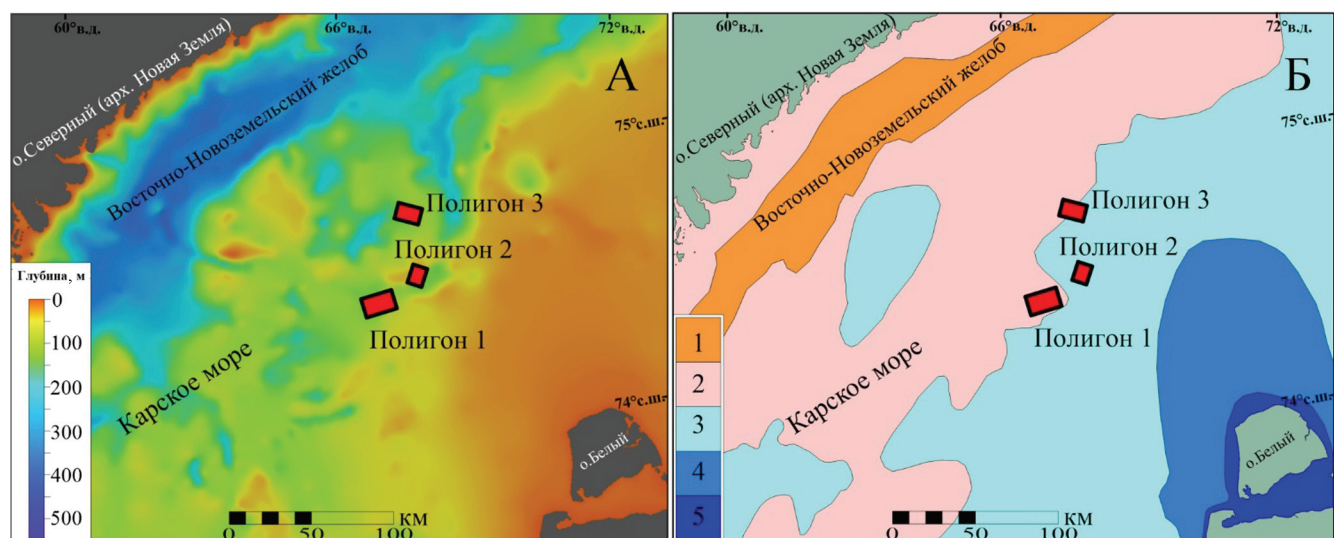 60°в.д.
66°в.д.
72°в.д.
о.Северный (арх. Новая Земля)
Восточно-Новоземельский желоб
А
75°с.ш.
Полигон 3
Полигон 2
Полигон 1
Глубина, м
0
100
200
300
400
500
Карское море
74°с.ш.
о.Белый
0
50
100
км
60°в.д.
66°в.д.
72°в.д.
о.Северный (арх. Новая Земля)
Восточно-Новоземельский желоб
Б
75°с.ш.
Полигон 3
Полигон 2
Полигон 1
1
2
3
4
5
Карское море
74°с.ш.
о.Белый
0
50
100
км